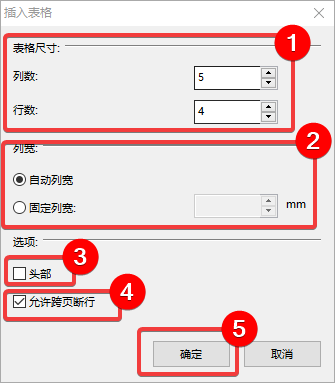 插入表格
表格尺寸:
1
列数: 5
行数: 4
2
列宽:
自动列宽
固定列宽: mm
选项:
3
头部
4
允许跨页断行
5
确定 取消